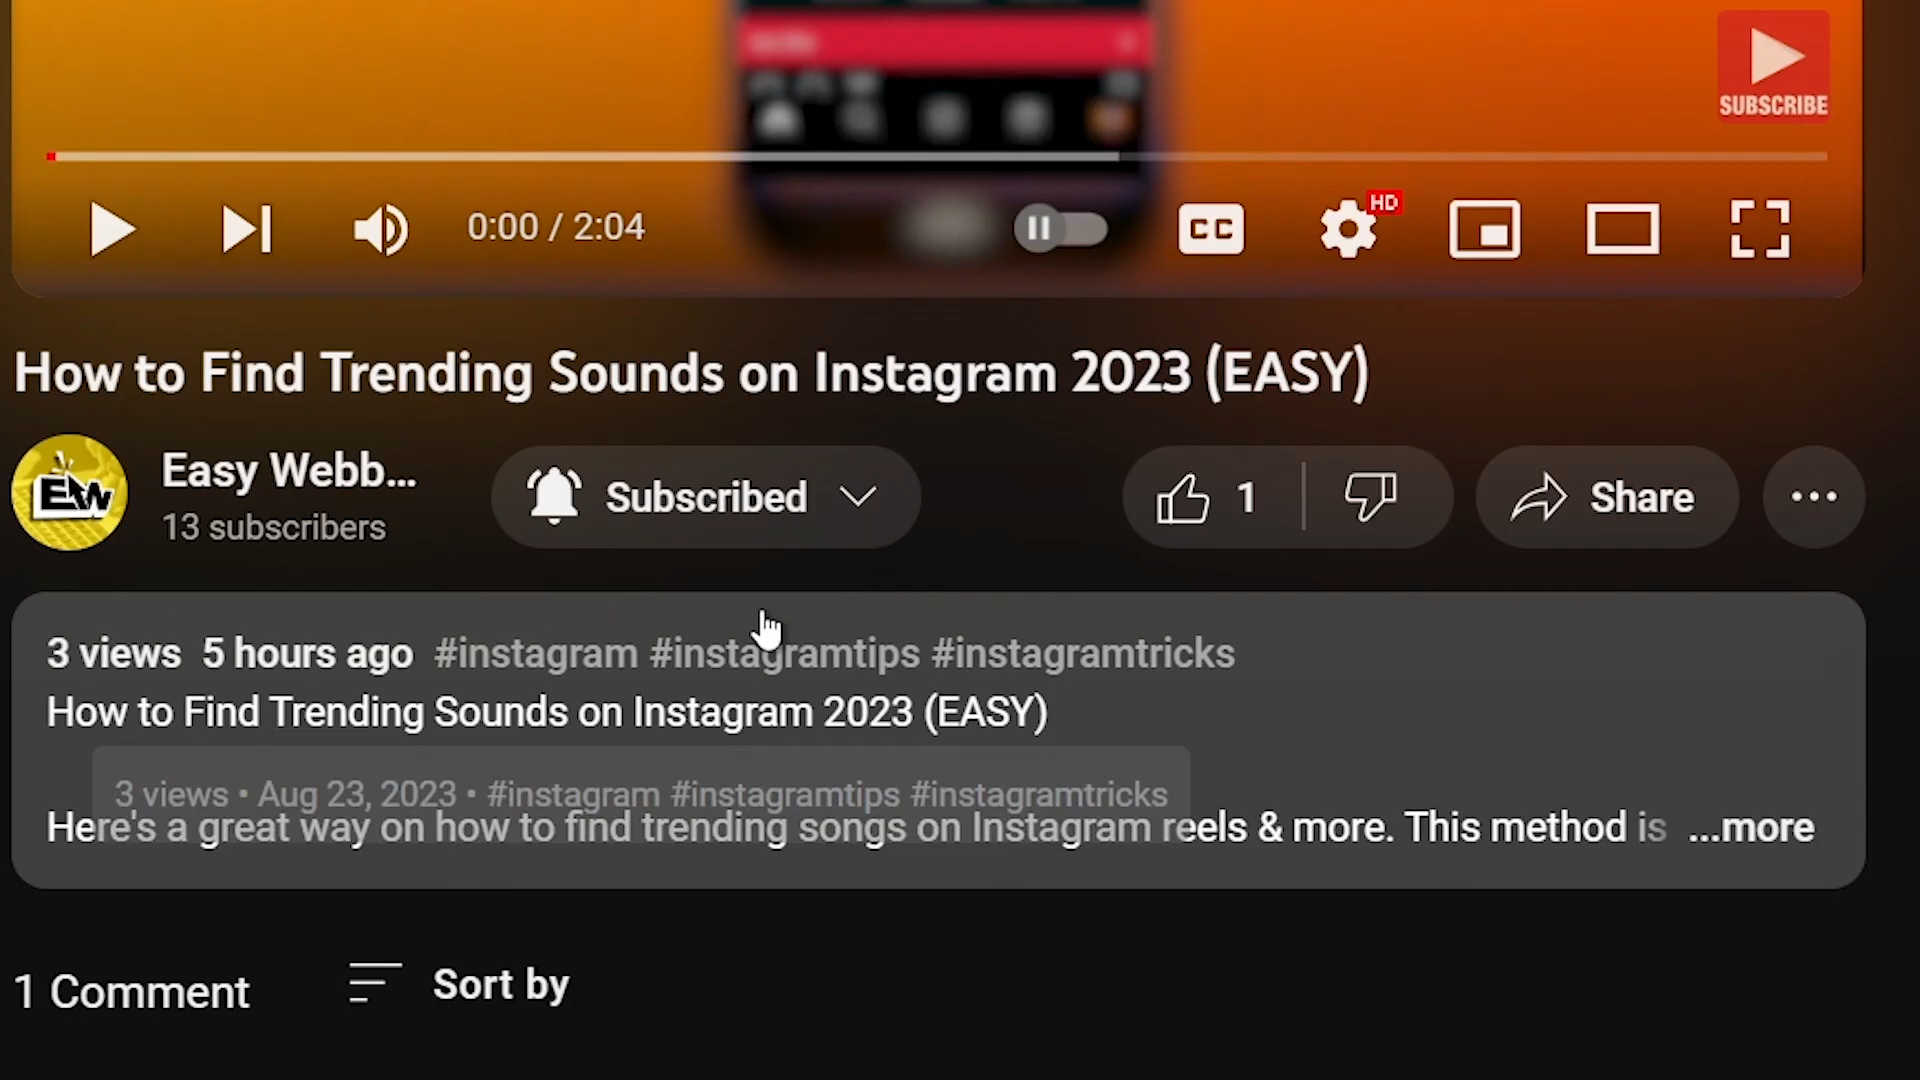 SUBSCRIBE
0:00 / 2:04
CC
HD
How to Find Trending Sounds on Instagram 2023 (EASY)
EW
Easy Webb...
13 subscribers
Subscribed
1
Share
3 views 5 hours ago #instagram #instagramtips #instagramtricks
How to Find Trending Sounds on Instagram 2023 (EASY)
3 views • Aug 23, 2023 • #instagram #instagramtips #instagramtricks
Here's a great way on how to find trending songs on Instagram reels & more. This method is ...more
1 Comment
Sort by